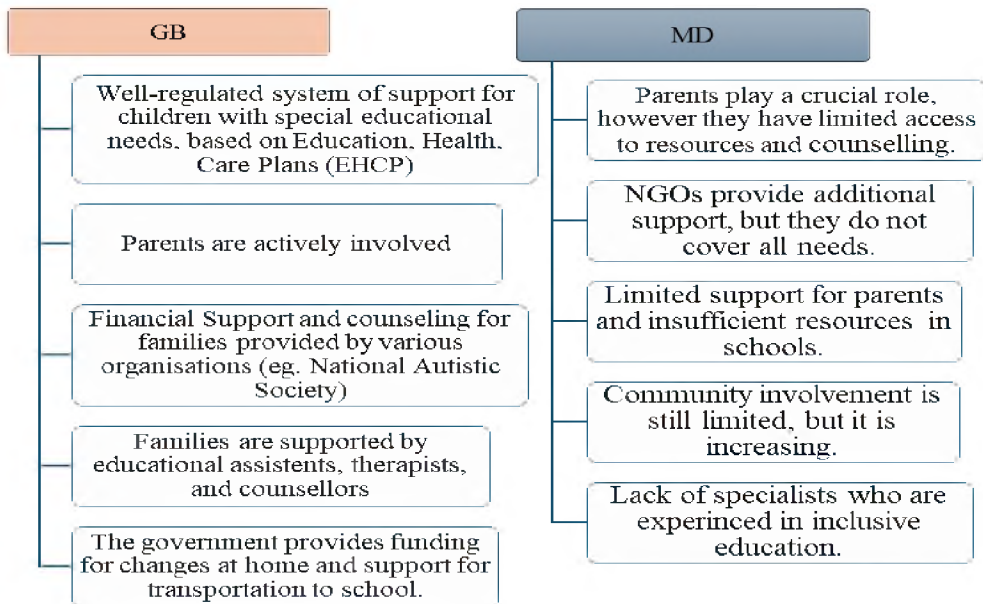 GB
Well-regulated system of support for
children with special educational
needs, based on Education, Health,
Care Plans (EHCP)
Parents are actively involved
Financial Support and counseling for
families provided by various
organisations (eg. National Autistic
Society)
Families are supported by
educational assistents, therapists,
and counsellors
The government provides funding
for changes at home and support for
transportation to school.
MD
Parents play a crucial role,
however they have limited access
to resources and counselling.
NGOs provide additional
support, but they do not
cover all needs.
Limited support for parents
and insufficient resources in
schools.
Community involvement is
still limited, but it is
increasing.
Lack of specialists who are
experinced in inclusive
education.